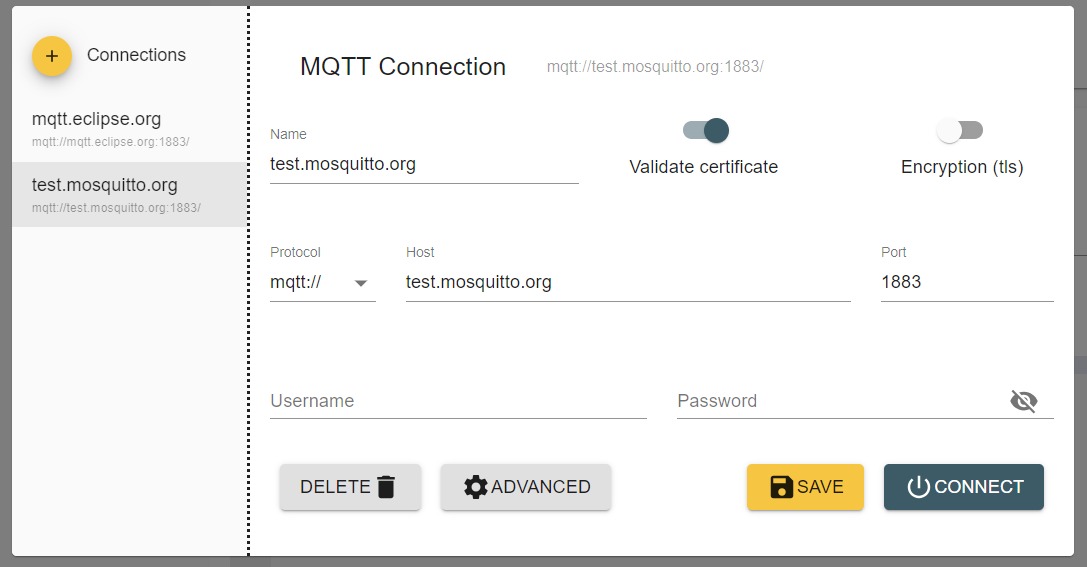 + Connections
mqtt.eclipse.org
mqtt://mqtt.eclipse.org:1883/
test.mosquitto.org
mqtt://test.mosquitto.org:1883/
MQTT Connection mqtt://test.mosquitto.org:1883/
Name
test.mosquitto.org
Validate certificate
Encryption (tls)
Protocol
mqtt://
Host
test.mosquitto.org
Port
1883
Username
Password
DELETE
ADVANCED
SAVE
CONNECT